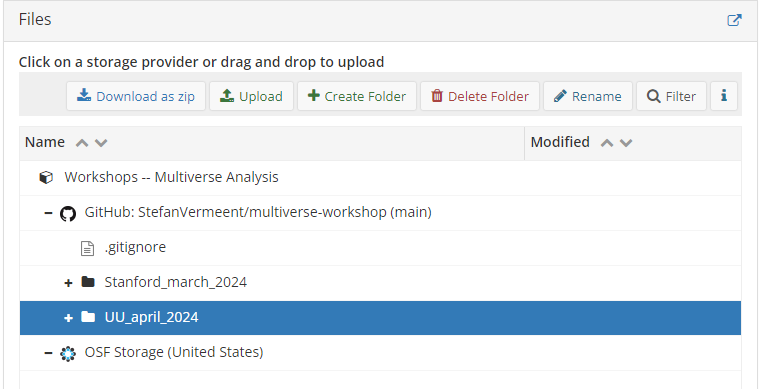 Files
Click on a storage provider or drag and drop to upload
Download as zip Upload Create Folder Delete Folder Rename Filter i
Name Modified
Workshops -- Multiverse Analysis
GitHub: StefanVermeent/multiverse-workshop (main)
.gitignore
Stanford_march_2024
UU_april_2024
OSF Storage (United States)